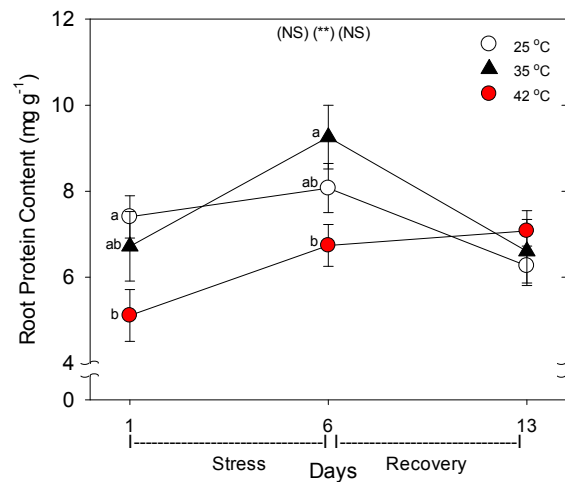 (NS) (**) (NS)
25 °C
35 °C
42 °C
Root Protein Content (mg g-1)
12
10
8
6
4
0
a
ab
b
a
ab
b
1 6 13
Stress Recovery
Days